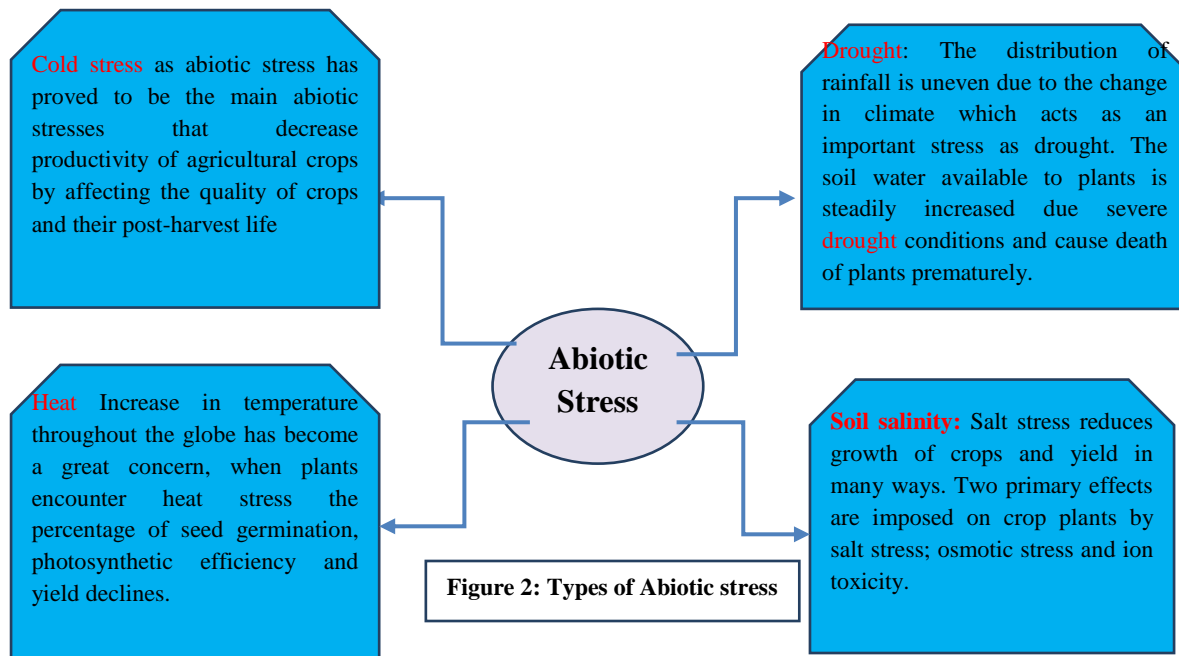 Cold stress as abiotic stress has
proved to be the main abiotic
stresses that decrease
productivity of agricultural crops
by affecting the quality of crops
and their post-harvest life
Drought: The distribution of
rainfall is uneven due to the change
in climate which acts as an
important stress as drought. The
soil water available to plants is
steadily increased due severe
drought conditions and cause death
of plants prematurely.
Abiotic
Stress
Heat Increase in temperature
throughout the globe has become
a great concern, when plants
encounter heat stress the
percentage of seed germination,
photosynthetic efficiency and
yield declines.
Soil salinity: Salt stress reduces
growth of crops and yield in
many ways. Two primary effects
are imposed on crop plants by
salt stress; osmotic stress and ion
toxicity.
Figure 2: Types of Abiotic stress